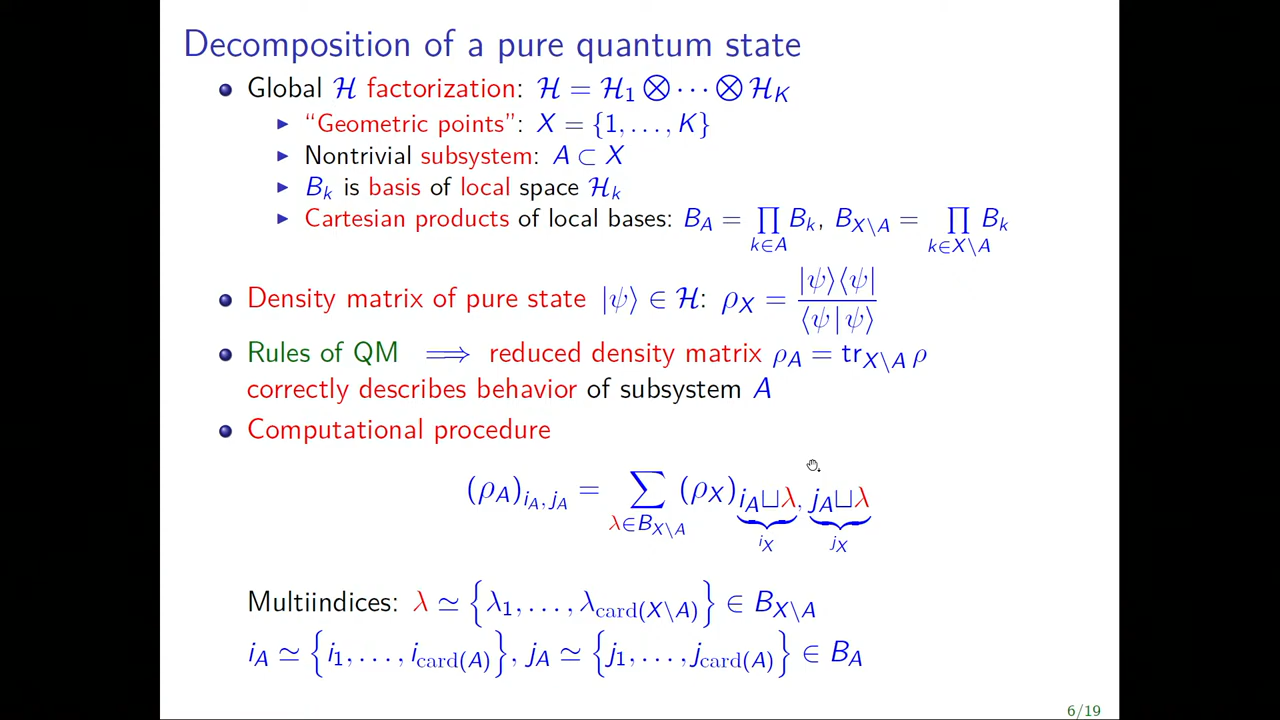 Decomposition of a pure quantum state
Global ℋ factorization: ℋ = ℋ₁ ⊗ ⋯ ⊗ ℋ_K
"Geometric points": X = {1, . . . , K}
Nontrivial subsystem: A ⊂ X
B_k is basis of local space ℋ_k
Cartesian products of local bases: B_A = ∏_{k∈A} B_k, B_{X\A} = ∏_{k∈X\A} B_k
Density matrix of pure state |ψ⟩ ∈ ℋ: ρ_X = |ψ⟩⟨ψ| / ⟨ψ|ψ⟩
Rules of QM ⟹ reduced density matrix ρ_A = tr_{X\A} ρ
correctly describes behavior of subsystem A
Computational procedure
(ρ_A)_{i_A, j_A} = ∑_{λ∈B_{X\A}} (ρ_X)_{i_A⊔λ, j_A⊔λ}
i_X j_X
Multiindices: λ ≃ {λ₁, . . . , λ_{card(X\A)}} ∈ B_{X\A}
i_A ≃ {i₁, . . . , i_{card(A)}}, j_A ≃ {j₁, . . . , j_{card(A)}} ∈ B_A
6/19